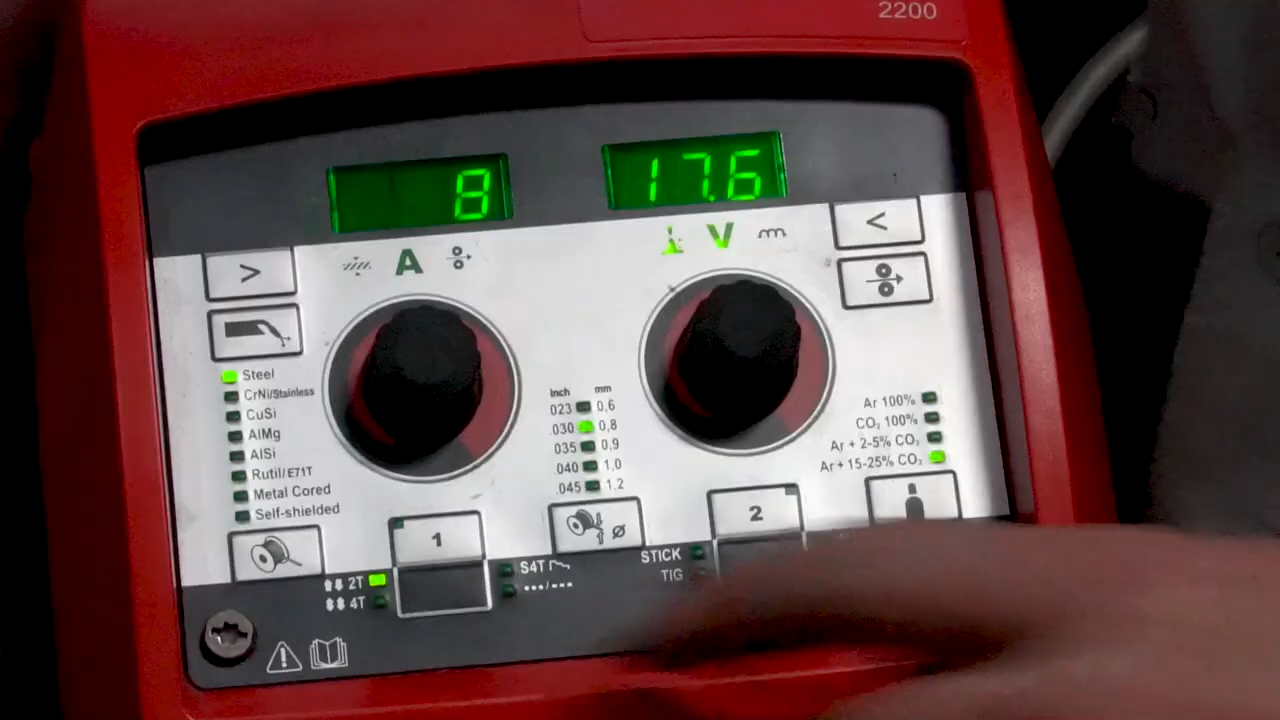 2200
8
17.6
A
V
>
<
Steel
CrNi/Stainless
CuSi
AlMg
AlSi
Rutil/E71T
Metal Cored
Self-shielded
Inch mm
.023 0,6
.030 0,8
.035 0,9
.040 1,0
.045 1,2
Ar 100%
CO₂ 100%
Ar + 2-5% CO₂
Ar + 15-25% CO₂
1
ø
2
2T
4T
S4T
STICK
TIG